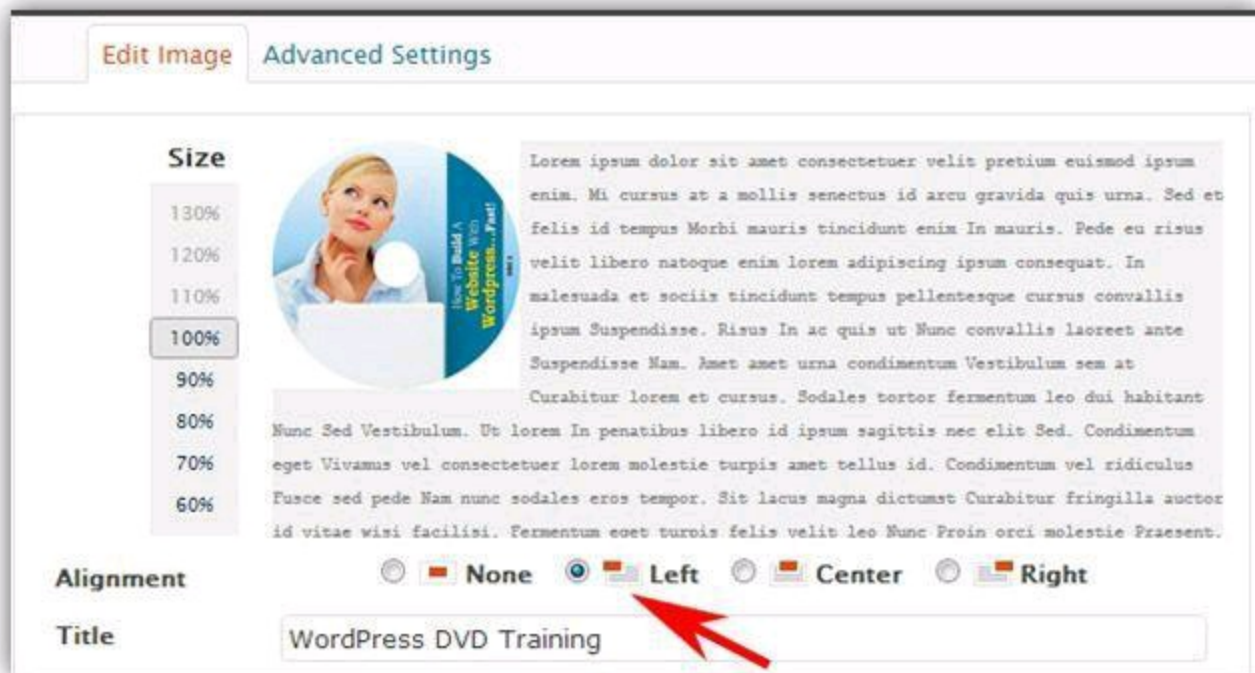 Edit Image Advanced Settings
Size
130%
120%
110%
100%
90%
80%
70%
60%
How To Build A
Website With
Wordpress...Fast!
Lorem ipsum dolor sit amet consectetuer velit pretium euismod ipsum
enim. Mi cursus at a mollis senectus id arcu gravida quis urna. Sed et
felis id tempus Morbi mauris tincidunt enim In mauris. Pede eu risus
velit libero natoque enim lorem adipiscing ipsum consequat. In
malesuada et sociis tincidunt tempus pellentesque cursus convallis
ipsum Suspendisse. Risus In ac quis ut Nunc convallis laoreet ante
Suspendisse Nam. Amet amet urna condimentum Vestibulum sem at
Curabitur lorem et cursus. Sodales tortor fermentum leo dui habitant
Nunc Sed Vestibulum. Ut lorem In penatibus libero id ipsum sagittis nec elit Sed. Condimentum
eget Vivamus vel consectetuer lorem molestie turpis amet tellus id. Condimentum vel ridiculus
Fusce sed pede Nam nunc sodales eros tempor. Sit lacus magna dictumst Curabitur fringilla auctor
id vitae wisi facilisi. Fermentum eget turpis felis velit leo Nunc Proin orci molestie Praesent.
Alignment None Left Center Right
Title WordPress DVD Training